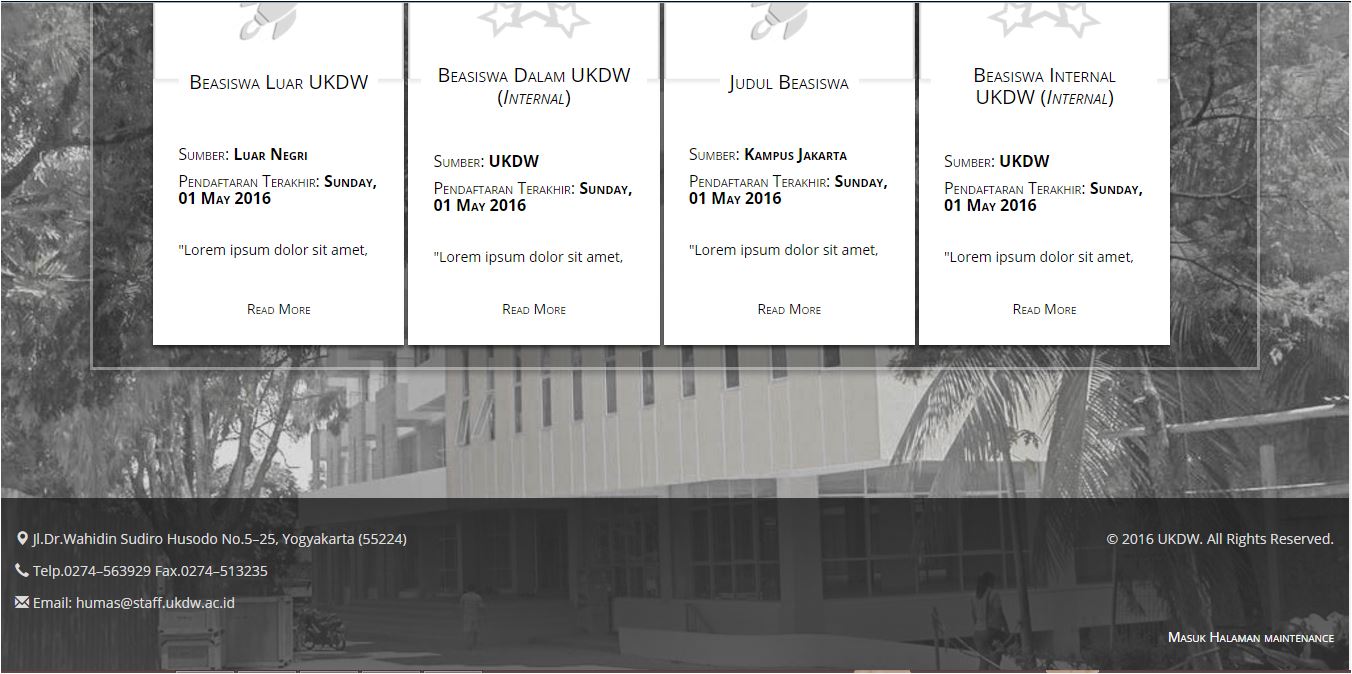 Beasiswa Luar UKDW
Sumber: Luar Negri
Pendaftaran Terakhir: Sunday,
01 May 2016
"Lorem ipsum dolor sit amet,
Read More
Beasiswa Dalam UKDW
(Internal)
Sumber: UKDW
Pendaftaran Terakhir: Sunday,
01 May 2016
"Lorem ipsum dolor sit amet,
Read More
Judul Beasiswa
Sumber: Kampus Jakarta
Pendaftaran Terakhir: Sunday,
01 May 2016
"Lorem ipsum dolor sit amet,
Read More
Beasiswa Internal
UKDW (Internal)
Sumber: UKDW
Pendaftaran Terakhir: Sunday,
01 May 2016
"Lorem ipsum dolor sit amet,
Read More
Jl.Dr.Wahidin Sudiro Husodo No.5–25, Yogyakarta (55224)
Telp.0274–563929 Fax.0274–513235
Email: humas@staff.ukdw.ac.id
© 2016 UKDW. All Rights Reserved.
Masuk Halaman maintenance